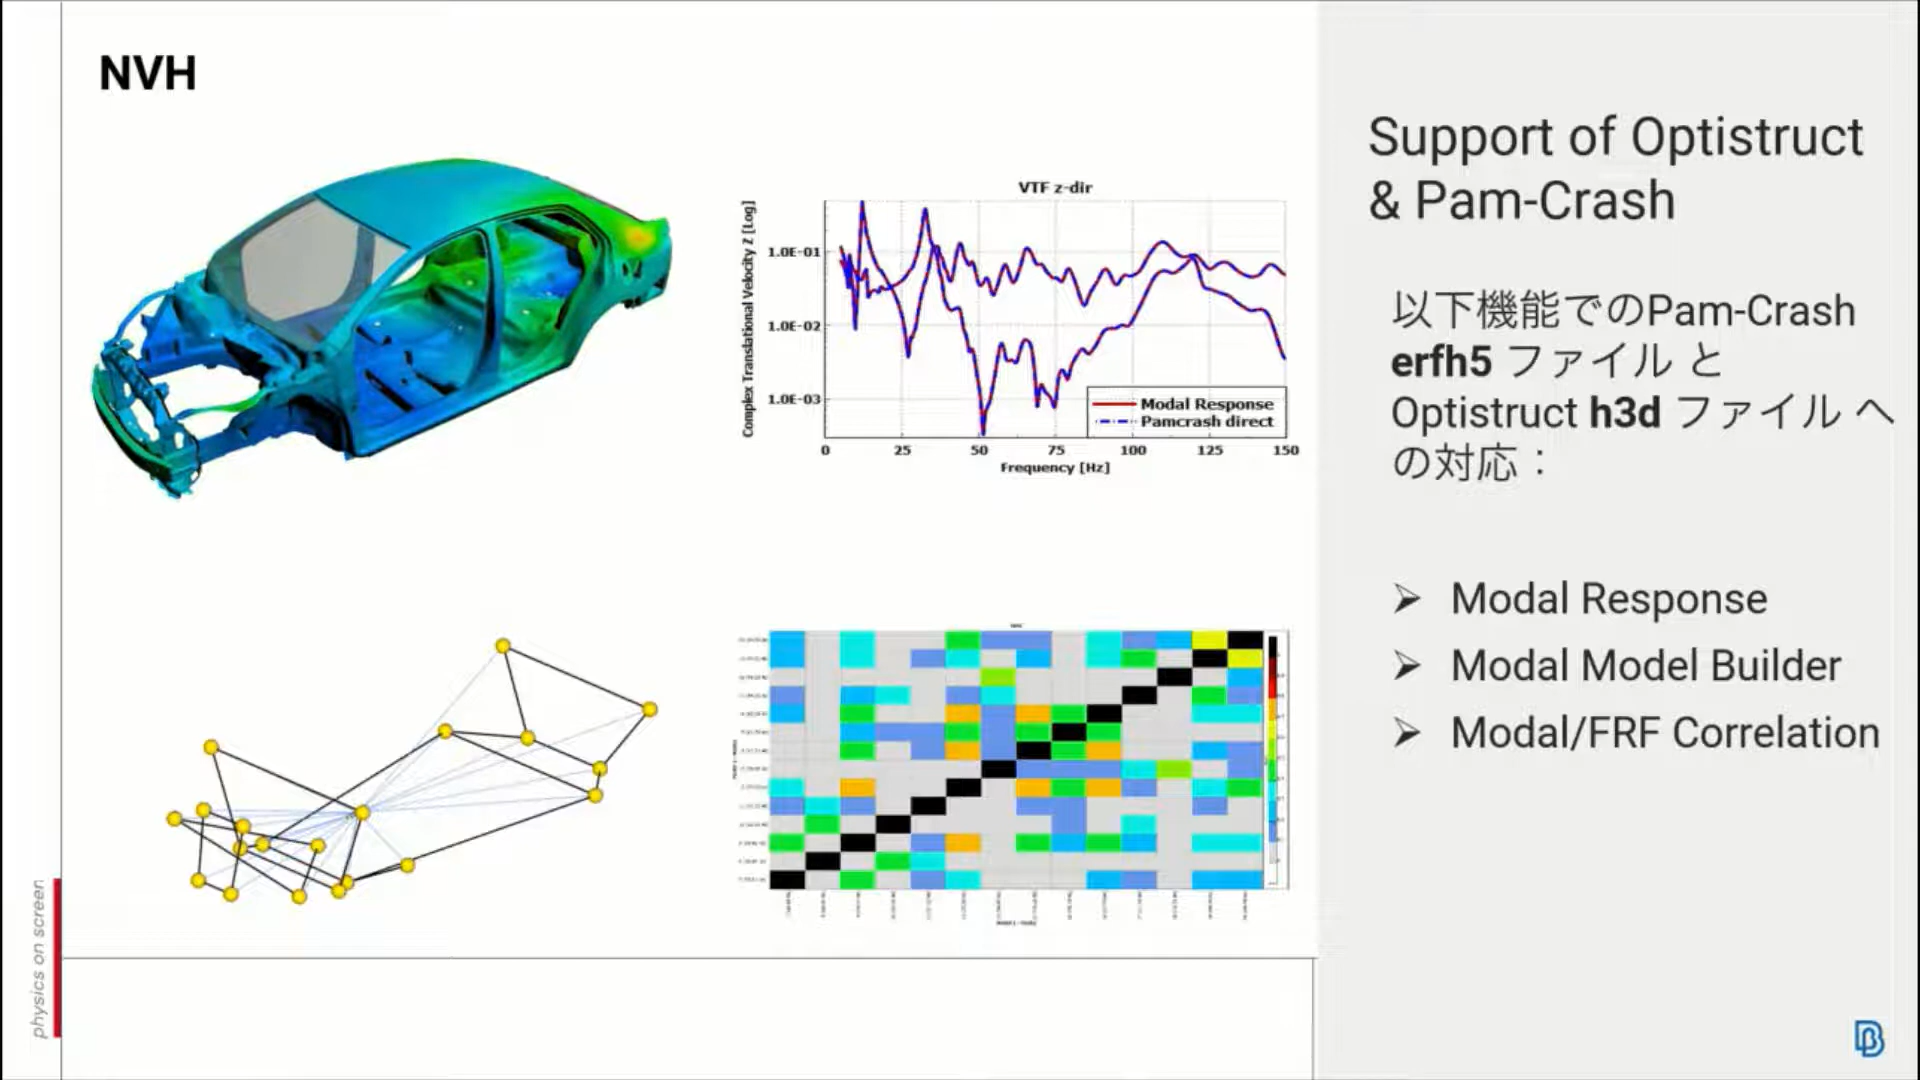 NVH
VTF z-dir
Complex Translational Velocity Z [Log]
1.0E-01
1.0E-02
1.0E-03
Modal Response
Pamcrash direct
0 25 50 75 100 125 150
Frequency [Hz]
Support of Optistruct
& Pam-Crash
以下機能でのPam-Crash
erfh5 ファイル と
Optistruct h3d ファイル へ
の対応：
Modal Response
Modal Model Builder
Modal/FRF Correlation
physics on screen